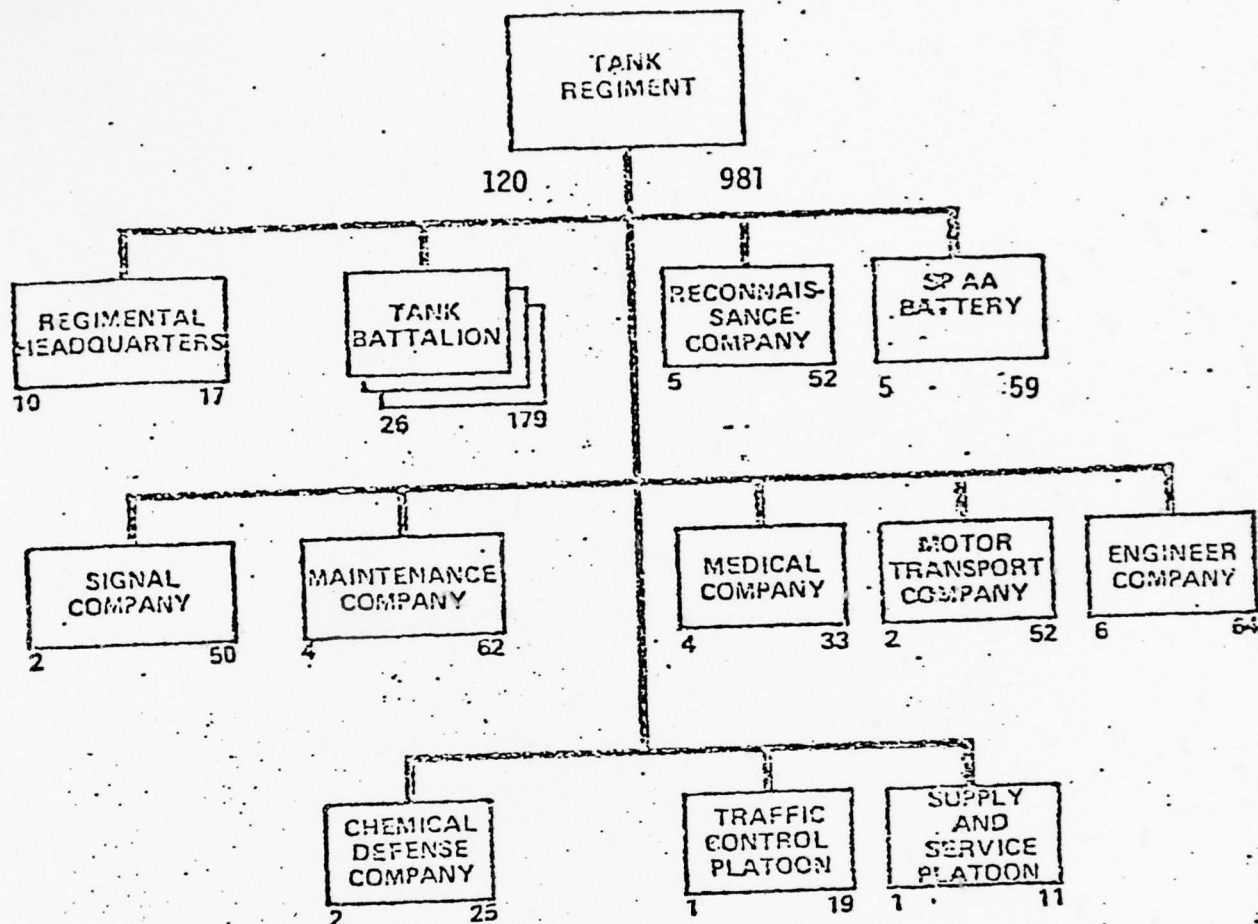 TANK
REGIMENT
120 981
REGIMENTAL
HEADQUARTERS
10 17
TANK
BATTALION
26 179
RECONNAIS-
SANCE
COMPANY
5 52
SP AA
BATTERY
5 59
SIGNAL
COMPANY
2 50
MAINTENANCE
COMPANY
4 62
MEDICAL
COMPANY
4 33
MOTOR
TRANSPORT
COMPANY
2 52
ENGINEER
COMPANY
6 64
CHEMICAL
DEFENSE
COMPANY
2 25
TRAFFIC
CONTROL
PLATOON
1 19
SUPPLY
AND
SERVICE
PLATOON
1 11